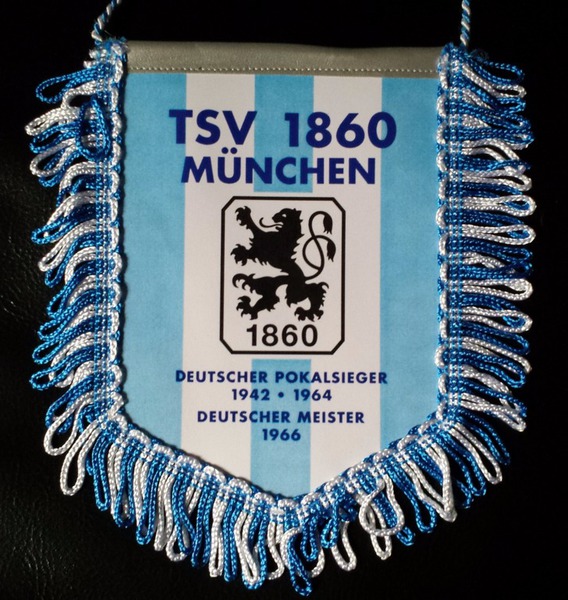 TSV 1860
MÜNCHEN
1860
DEUTSCHER POKALSIEGER
1942 • 1964
DEUTSCHER MEISTER
1966